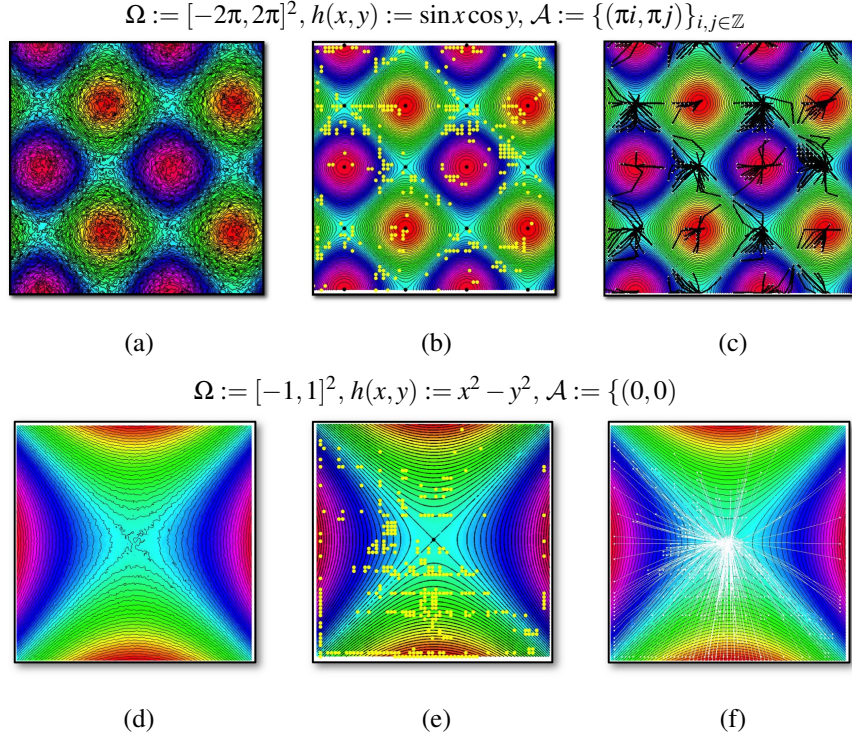 Ω := [−2π, 2π]², h(x, y) := sin x cos y, 𝒜 := {(πi, πj)}ᵢ,ⱼ∈ℤ
(a) (b) (c)
Ω := [−1, 1]², h(x, y) := x² − y², 𝒜 := {(0, 0)
(d) (e) (f)